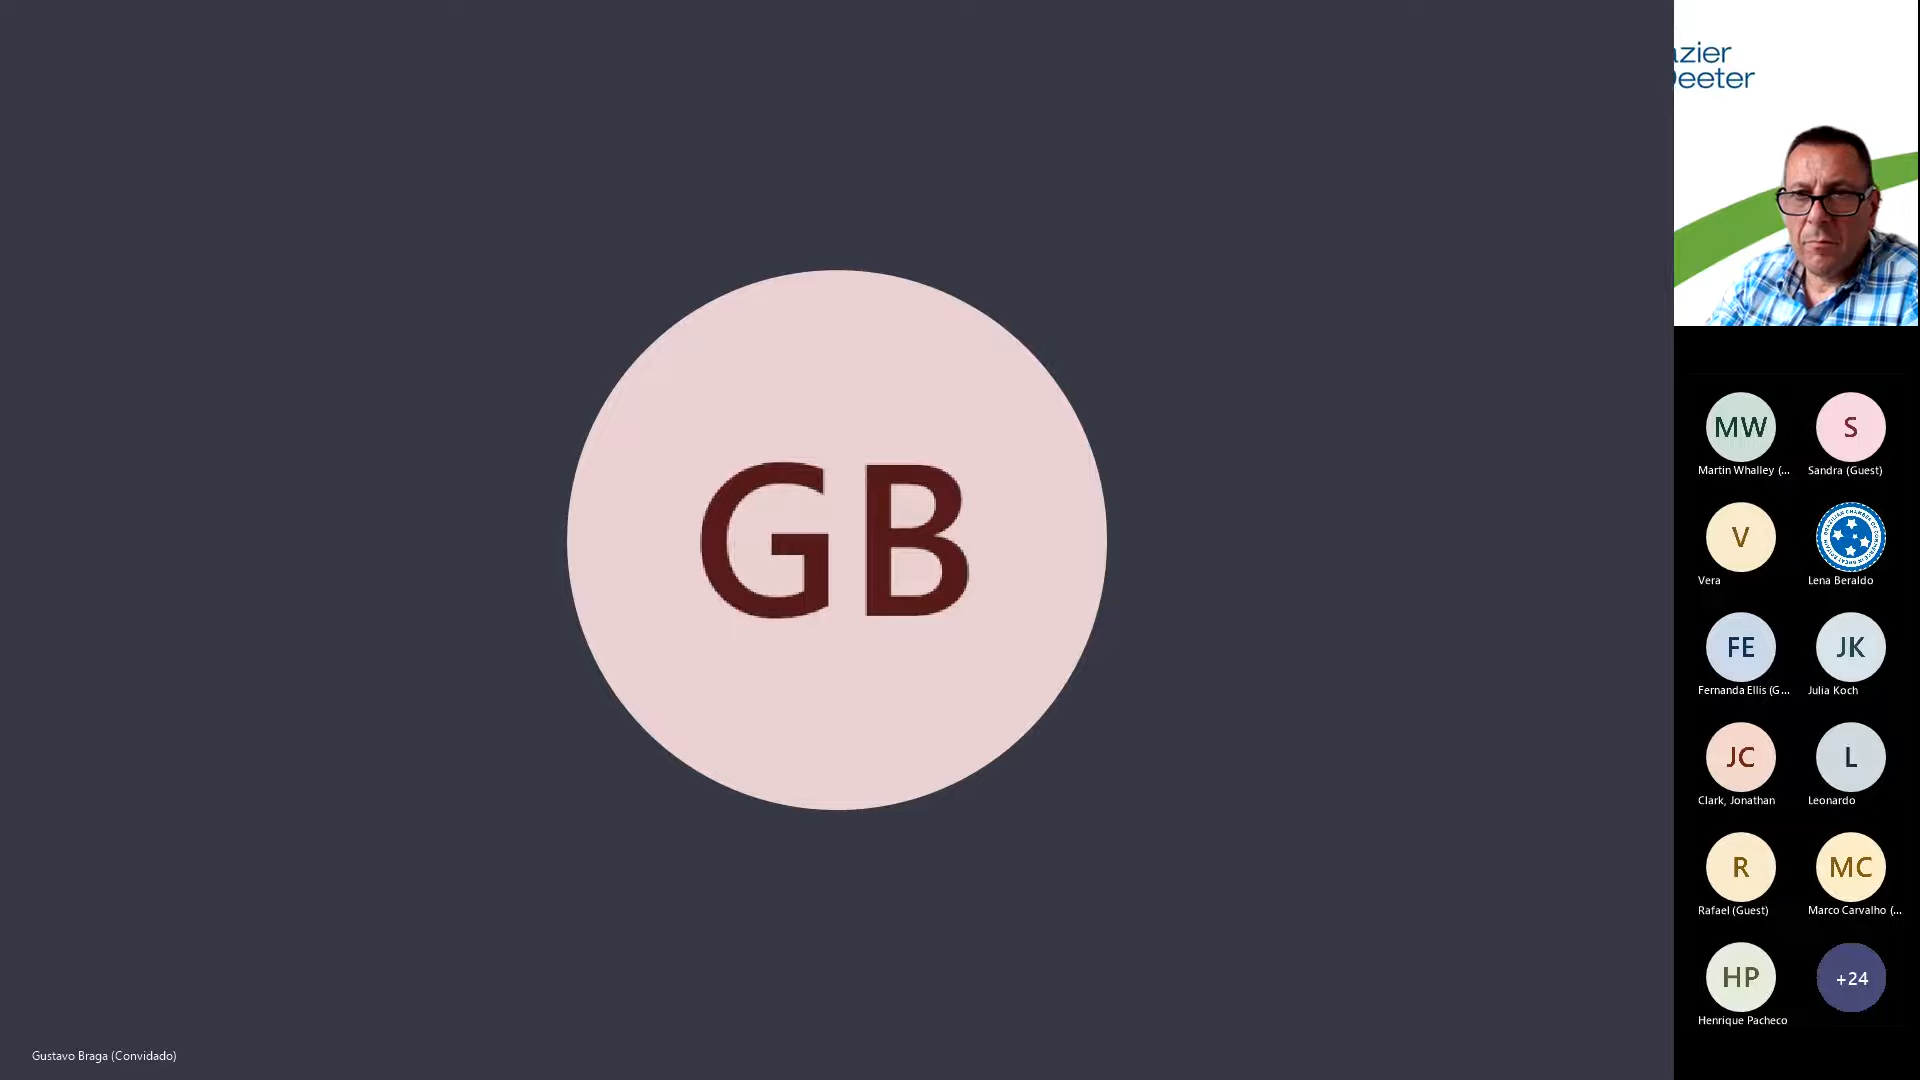 azier
Deeter
GB
MW
S
Martin Whalley (...
Sandra (Guest)
V
Vera
Lena Beraldo
FE
JK
Fernanda Ellis (G...
Julia Koch
JC
L
Clark, Jonathan
Leonardo
R
MC
Rafael (Guest)
Marco Carvalho (...
HP
+24
Henrique Pacheco
Gustavo Braga (Convidado)